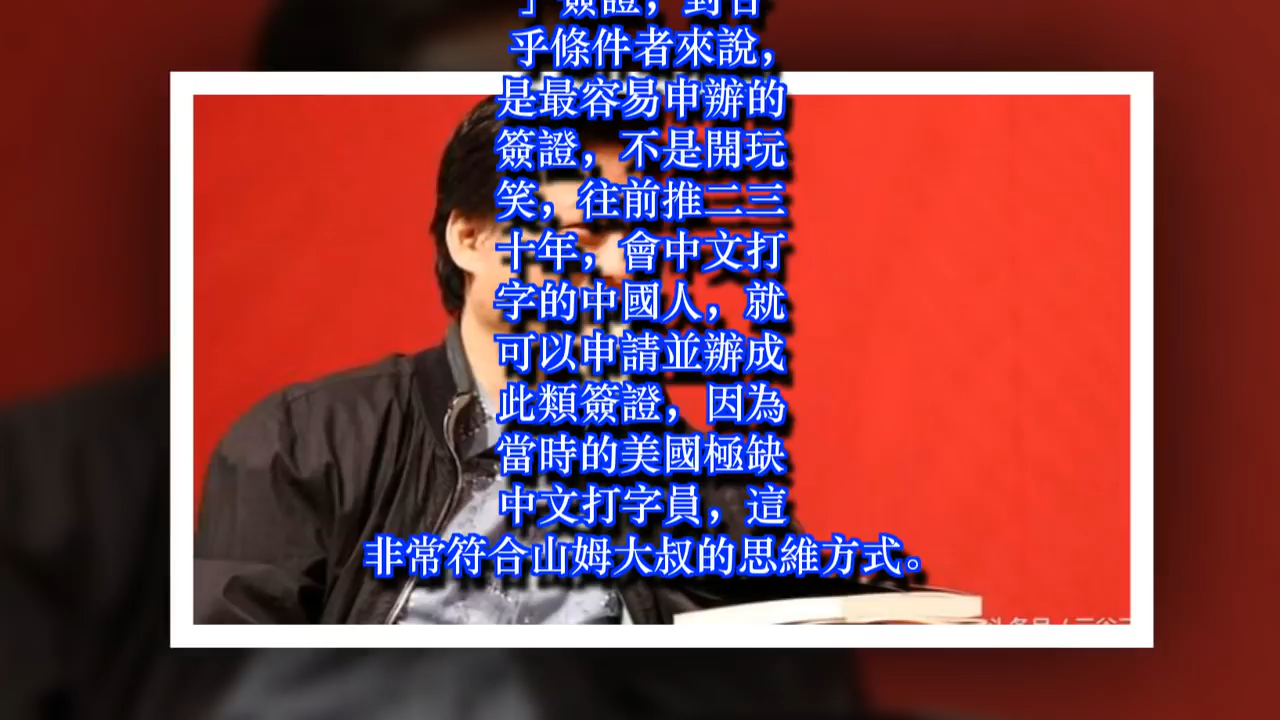 」簽證，對合
乎條件者來說，
是最容易申辦的
簽證，不是開玩
笑，往前推二三
十年，會中文打
字的中國人，就
可以申請並辦成
此類簽證，因為
當時的美國極缺
中文打字員，這
非常符合山姆大叔的思維方式。